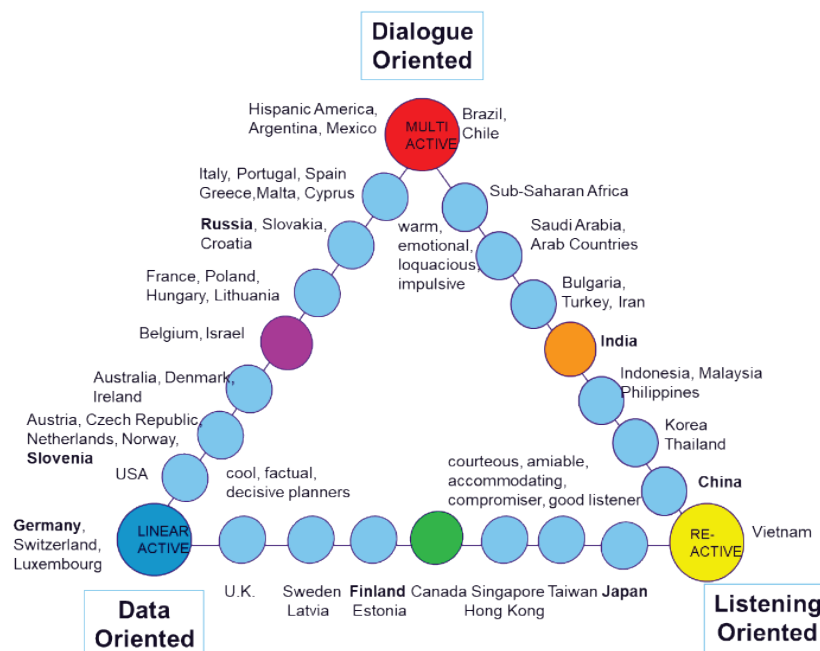 Dialogue
Oriented
Hispanic America,
Argentina, Mexico
MULTI
ACTIVE
Brazil,
Chile
Italy, Portugal, Spain
Greece,Malta, Cyprus
Sub-Saharan Africa
Russia, Slovakia,
Croatia
warm,
emotional,
loquacious,
impulsive
Saudi Arabia,
Arab Countries
France, Poland,
Hungary, Lithuania
Bulgaria,
Turkey, Iran
Belgium, Israel
India
Australia, Denmark,
Ireland
Indonesia, Malaysia
Philippines
Austria, Czech Republic,
Netherlands, Norway,
Slovenia
Korea
Thailand
USA
cool, factual,
decisive planners
courteous, amiable,
accommodating,
compromiser, good listener
China
Germany,
Switzerland,
Luxembourg
LINEAR
ACTIVE
RE-
ACTIVE
Vietnam
U.K.
Sweden
Latvia
Finland
Estonia
Canada
Singapore
Hong Kong
Taiwan
Japan
Data
Oriented
Listening
Oriented